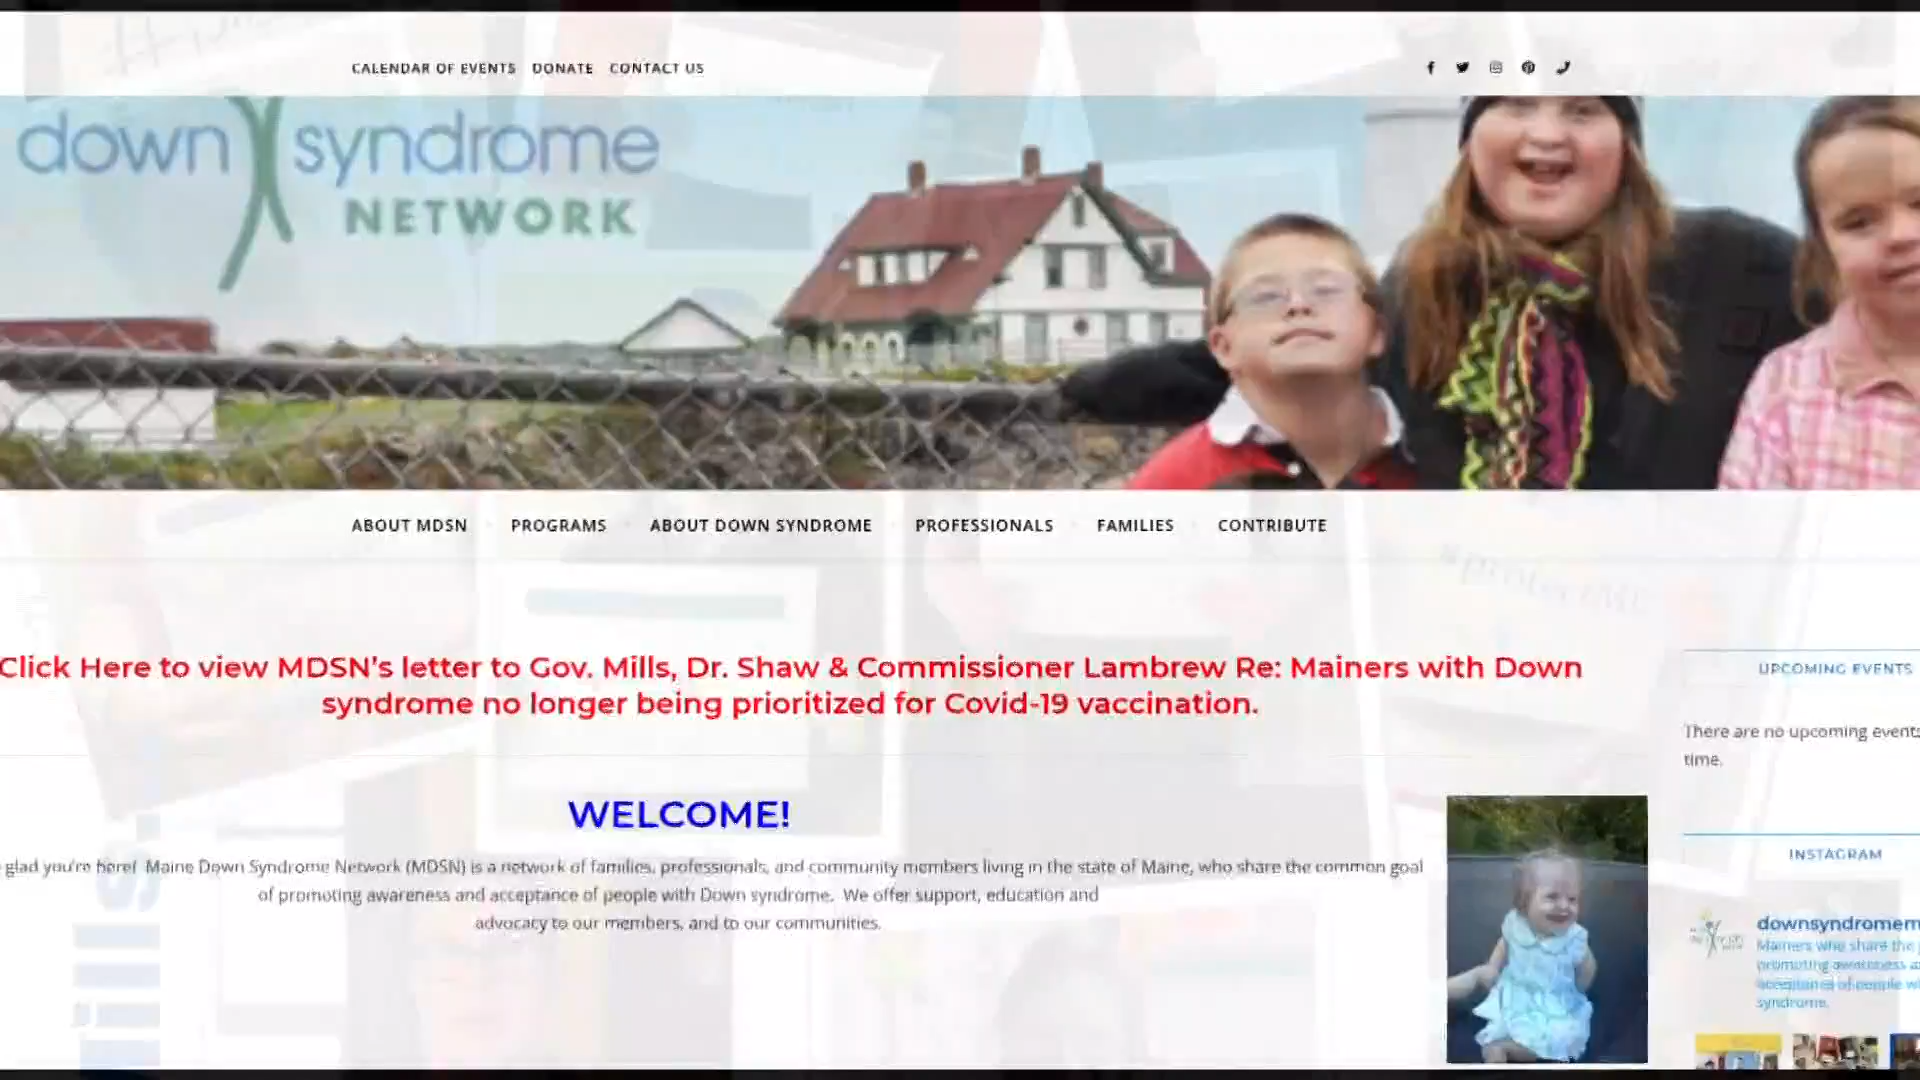 CALENDAR OF EVENTS DONATE CONTACT US
down syndrome
NETWORK
ABOUT MDSN PROGRAMS ABOUT DOWN SYNDROME PROFESSIONALS FAMILIES CONTRIBUTE
Click Here to view MDSN's letter to Gov. Mills, Dr. Shaw & Commissioner Lambrew Re: Mainers with Down
syndrome no longer being prioritized for Covid-19 vaccination.
WELCOME!
glad you're here! Maine Down Syndrome Network (MDSN) is a network of families, professionals, and community members living in the state of Maine, who share the common goal
of promoting awareness and acceptance of people with Down syndrome. We offer support, education and
advocacy to our members, and to our communities.
UPCOMING EVENTS
There are no upcoming events
time.
INSTAGRAM
downsyndromem
Mainers who share the
promoting awareness a
acceptance of people w
syndrome.
#protectME
ills.